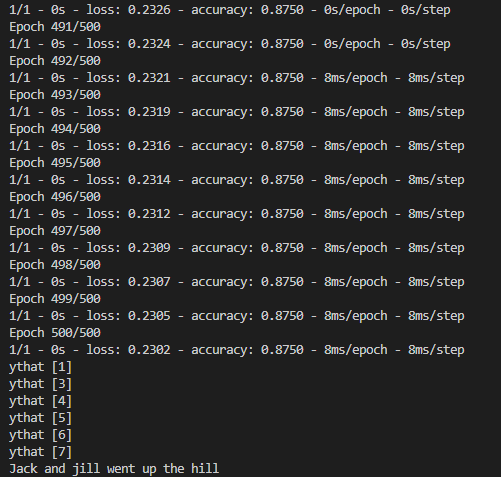 1/1 - 0s - loss: 0.2326 - accuracy: 0.8750 - 0s/epoch - 0s/step
Epoch 491/500
1/1 - 0s - loss: 0.2324 - accuracy: 0.8750 - 0s/epoch - 0s/step
Epoch 492/500
1/1 - 0s - loss: 0.2321 - accuracy: 0.8750 - 8ms/epoch - 8ms/step
Epoch 493/500
1/1 - 0s - loss: 0.2319 - accuracy: 0.8750 - 8ms/epoch - 8ms/step
Epoch 494/500
1/1 - 0s - loss: 0.2316 - accuracy: 0.8750 - 8ms/epoch - 8ms/step
Epoch 495/500
1/1 - 0s - loss: 0.2314 - accuracy: 0.8750 - 8ms/epoch - 8ms/step
Epoch 496/500
1/1 - 0s - loss: 0.2312 - accuracy: 0.8750 - 8ms/epoch - 8ms/step
Epoch 497/500
1/1 - 0s - loss: 0.2309 - accuracy: 0.8750 - 8ms/epoch - 8ms/step
Epoch 498/500
1/1 - 0s - loss: 0.2307 - accuracy: 0.8750 - 8ms/epoch - 8ms/step
Epoch 499/500
1/1 - 0s - loss: 0.2305 - accuracy: 0.8750 - 8ms/epoch - 8ms/step
Epoch 500/500
1/1 - 0s - loss: 0.2302 - accuracy: 0.8750 - 8ms/epoch - 8ms/step
ythat [1]
ythat [3]
ythat [4]
ythat [5]
ythat [6]
ythat [7]
Jack and jill went up the hill